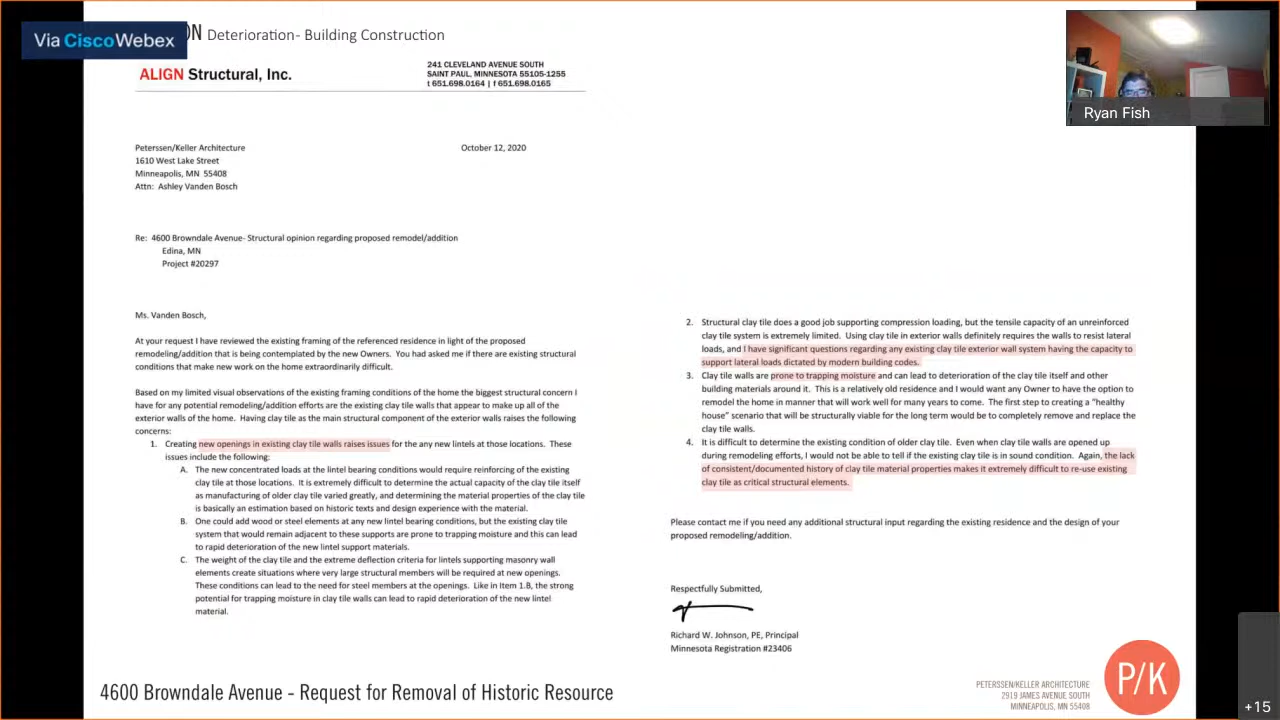 Via CiscoWebex
ON Deterioration- Building Construction
Ryan Fish
ALIGN Structural, Inc.
241 CLEVELAND AVENUE SOUTH
SAINT PAUL, MINNESOTA 55105-1255
t 651.698.0164 | f 651.698.0165
Peterssen/Keller Architecture
October 12, 2020
1610 West Lake Street
Minneapolis, MN 55408
Attn: Ashley Vanden Bosch
Re: 4600 Browndale Avenue- Structural opinion regarding proposed remodel/addition
Edina, MN
Project #20297
Ms. Vanden Bosch,
At your request I have reviewed the existing framing of the referenced residence in light of the proposed
remodeling/addition that is being contemplated by the new Owners. You had asked me if there are existing structural
conditions that make new work on the home extraordinarily difficult.
Based on my limited visual observations of the existing framing conditions of the home the biggest structural concern I
have for any potential remodeling/addition efforts are the existing clay tile walls that appear to make up all of the
exterior walls of the home. Having clay tile as the main structural component of the exterior walls raises the following
concerns:
1. Creating new openings in existing clay tile walls raises issues for the any new lintels at those locations. These
issues include the following:
A. The new concentrated loads at the lintel bearing conditions would require reinforcing of the existing
clay tile at those locations. It is extremely difficult to determine the actual capacity of the clay tile itself
as manufacturing of older clay tile varied greatly, and determining the material properties of the clay tile
is basically an estimation based on historic texts and design experience with the material.
B. One could add wood or steel elements at any new lintel bearing conditions, but the existing clay tile
system that would remain adjacent to these supports are prone to trapping moisture and this can lead
to rapid deterioration of the new lintel support materials.
C. The weight of the clay tile and the extreme deflection criteria for lintels supporting masonry wall
elements create situations where very large structural members will be required at new openings.
These conditions can lead to the need for steel members at the openings. Like in Item 1.B, the strong
potential for trapping moisture in clay tile walls can lead to rapid deterioration of the new lintel
material.
2. Structural clay tile does a good job supporting compression loading, but the tensile capacity of an unreinforced
clay tile system is extremely limited. Using clay tile in exterior walls definitely requires the walls to resist lateral
loads, and I have significant questions regarding any existing clay tile exterior wall system having the capacity to
support lateral loads dictated by modern building codes.
3. Clay tile walls are prone to trapping moisture and can lead to deterioration of the clay tile itself and other
building materials around it. This is a relatively old residence and I would want any Owner to have the option to
remodel the home in manner that will work well for many years to come. The first step to creating a "healthy
house" scenario that will be structurally viable for the long term would be to completely remove and replace the
clay tile walls.
4. It is difficult to determine the existing condition of older clay tile. Even when clay tile walls are opened up
during remodeling efforts, I would not be able to tell if the existing clay tile is in sound condition. Again, the lack
of consistent/documented history of clay tile material properties makes it extremely difficult to re-use existing
clay tile as critical structural elements.
Please contact me if you need any additional structural input regarding the existing residence and the design of your
proposed remodeling/addition.
Respectfully Submitted,
Richard W. Johnson, PE, Principal
Minnesota Registration #23406
4600 Browndale Avenue - Request for Removal of Historic Resource
PETERSSEN/KELLER ARCHITECTURE
2919 JAMES AVENUE SOUTH
MINNEAPOLIS, MN 55408
P/K
+15